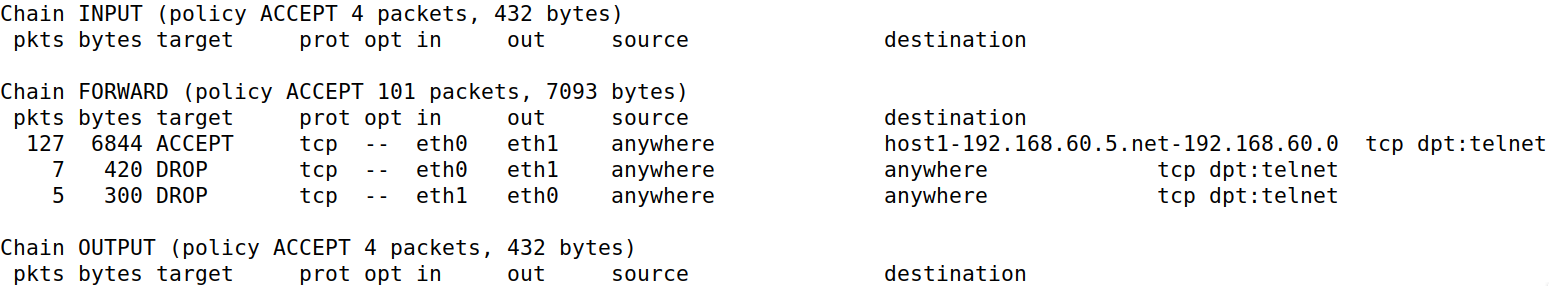 Chain INPUT (policy ACCEPT 4 packets, 432 bytes)
 pkts bytes target     prot opt in     out     source               destination

Chain FORWARD (policy ACCEPT 101 packets, 7093 bytes)
 pkts bytes target     prot opt in     out     source               destination
  127  6844 ACCEPT     tcp  --  eth0   eth1    anywhere             host1-192.168.60.5.net-192.168.60.0  tcp dpt:telnet
    7   420 DROP       tcp  --  eth0   eth1    anywhere             anywhere             tcp dpt:telnet
    5   300 DROP       tcp  --  eth1   eth0    anywhere             anywhere             tcp dpt:telnet

Chain OUTPUT (policy ACCEPT 4 packets, 432 bytes)
 pkts bytes target     prot opt in     out     source               destination